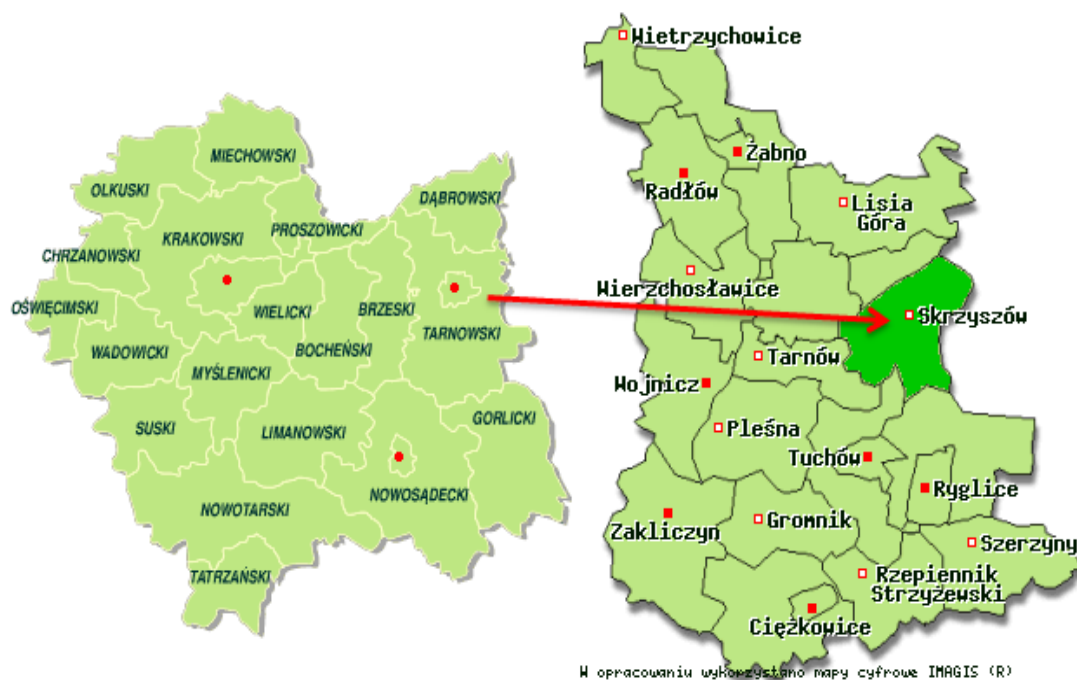 MIECHOWSKI
OLKUSKI
DĄBROWSKI
PROSZOWICKI
KRAKOWSKI
CHRZANOWSKI
OŚWIĘCIMSKI
WIELICKI
BRZESKI
TARNOWSKI
WADOWICKI
BOCHEŃSKI
MYŚLENICKI
GORLICKI
SUSKI
LIMANOWSKI
NOWOSĄDECKI
NOWOTARSKI
TATRZAŃSKI
Wietrzychowice
Żabno
Radłów
Lisia
Góra
Wierzchosławice
Skrzyszów
Tarnów
Wojnicz
Pleśna
Tuchów
Ryglice
Zakliczyn
Gromnik
Szerzyny
Rzepiennik
Strzyżewski
Ciężkowice
W opracowaniu wykorzystano mapy cyfrowe IMAGIS (R)